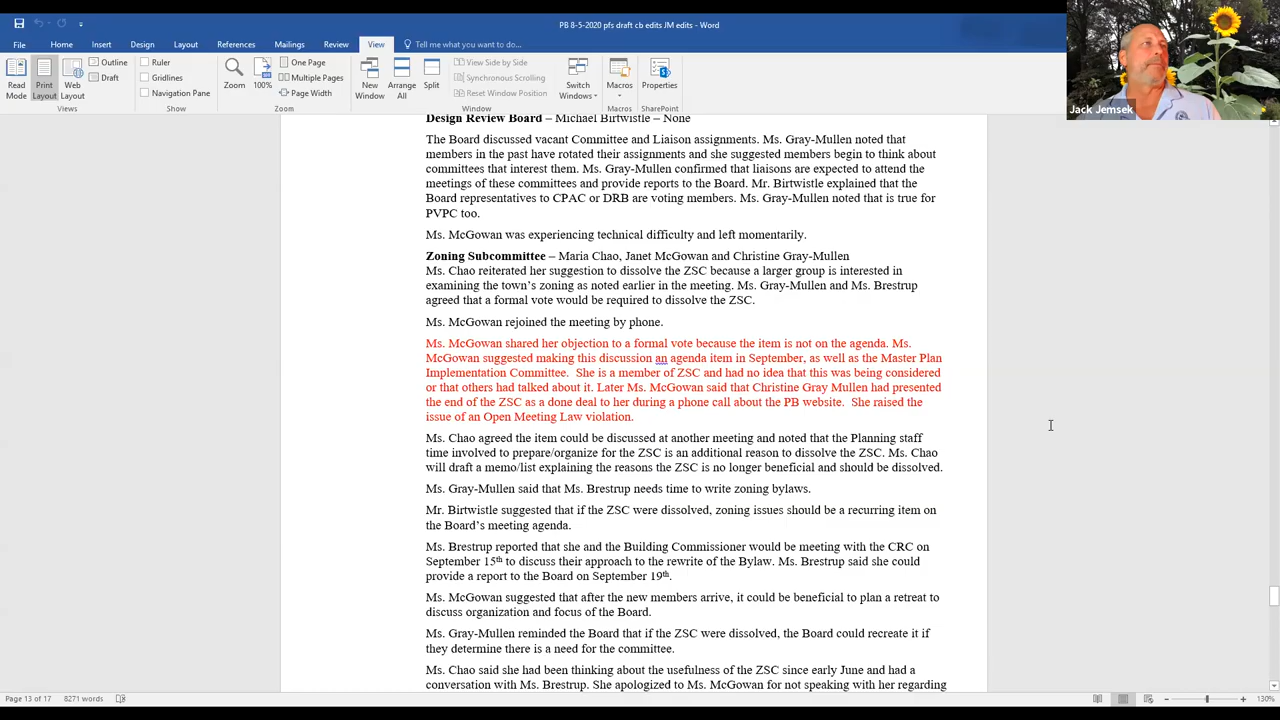 PB 8-5-2020 pfs draft cb edits JM edits - Word
File Home Insert Design Layout References Mailings Review View Tell me what you want to do...
Read Mode
Print Layout
Web Layout
Outline
Draft
Views
Ruler
Gridlines
Navigation Pane
Show
Zoom
100%
One Page
Multiple Pages
Page Width
Zoom
New Window
Arrange All
Split
View Side by Side
Synchronous Scrolling
Reset Window Position
Window
Switch Windows
Macros
Macros
Properties
SharePoint
Jack Jemsek
Design Review Board – Michael Birtwistle – None
The Board discussed vacant Committee and Liaison assignments. Ms. Gray-Mullen noted that
members in the past have rotated their assignments and she suggested members begin to think about
committees that interest them. Ms. Gray-Mullen confirmed that liaisons are expected to attend the
meetings of these committees and provide reports to the Board. Mr. Birtwistle explained that the
Board representatives to CPAC or DRB are voting members. Ms. Gray-Mullen noted that is true for
PVPC too.
Ms. McGowan was experiencing technical difficulty and left momentarily.
Zoning Subcommittee – Maria Chao, Janet McGowan and Christine Gray-Mullen
Ms. Chao reiterated her suggestion to dissolve the ZSC because a larger group is interested in
examining the town’s zoning as noted earlier in the meeting. Ms. Gray-Mullen and Ms. Brestrup
agreed that a formal vote would be required to dissolve the ZSC.
Ms. McGowan rejoined the meeting by phone.
Ms. McGowan shared her objection to a formal vote because the item is not on the agenda. Ms.
McGowan suggested making this discussion an agenda item in September, as well as the Master Plan
Implementation Committee. She is a member of ZSC and had no idea that this was being considered
or that others had talked about it. Later Ms. McGowan said that Christine Gray Mullen had presented
the end of the ZSC as a done deal to her during a phone call about the PB website. She raised the
issue of an Open Meeting Law violation.
Ms. Chao agreed the item could be discussed at another meeting and noted that the Planning staff
time involved to prepare/organize for the ZSC is an additional reason to dissolve the ZSC. Ms. Chao
will draft a memo/list explaining the reasons the ZSC is no longer beneficial and should be dissolved.
Ms. Gray-Mullen said that Ms. Brestrup needs time to write zoning bylaws.
Mr. Birtwistle suggested that if the ZSC were dissolved, zoning issues should be a recurring item on
the Board’s meeting agenda.
Ms. Brestrup reported that she and the Building Commissioner would be meeting with the CRC on
September 15th to discuss their approach to the rewrite of the Bylaw. Ms. Brestrup said she could
provide a report to the Board on September 19th.
Ms. McGowan suggested that after the new members arrive, it could be beneficial to plan a retreat to
discuss organization and focus of the Board.
Ms. Gray-Mullen reminded the Board that if the ZSC were dissolved, the Board could recreate it if
they determine there is a need for the committee.
Ms. Chao said she had been thinking about the usefulness of the ZSC since early June and had a
conversation with Ms. Brestrup. She apologized to Ms. McGowan for not speaking with her regarding
Page 13 of 17 8271 words
130%